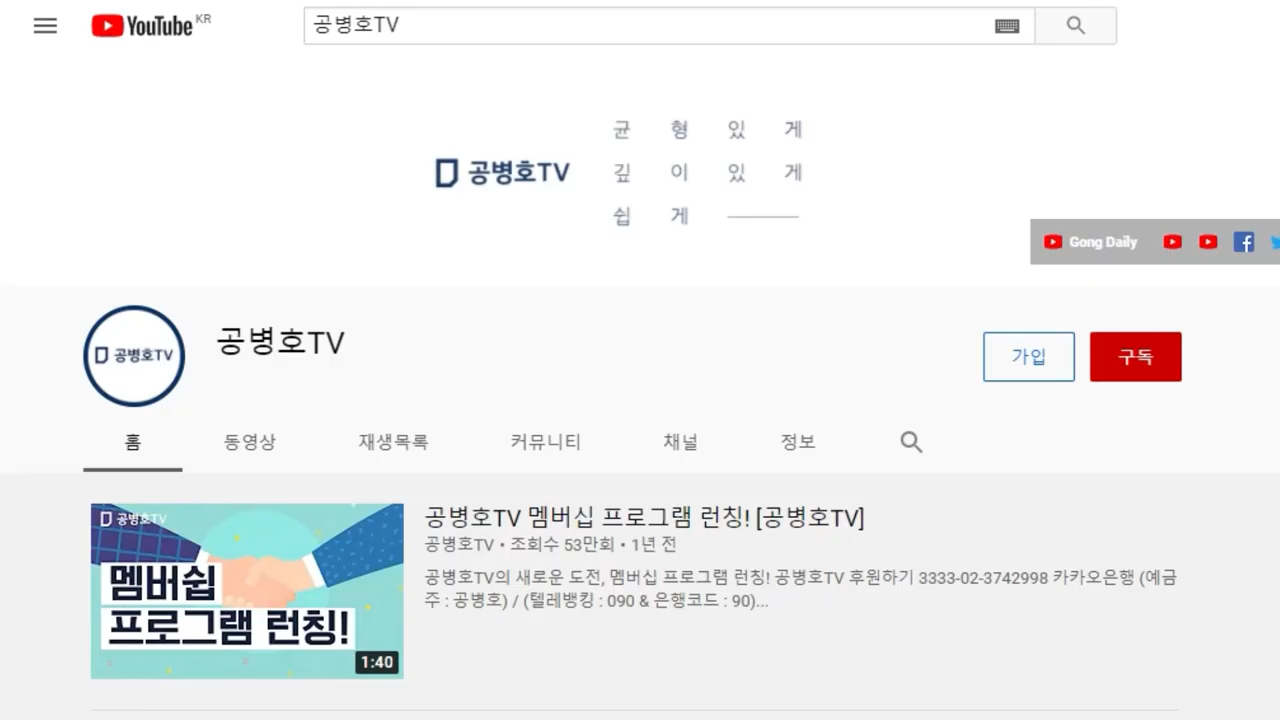 YouTube KR
공병호TV
균 형 있 게
공병호TV
깊 이 있 게
쉽 게
Gong Daily
공병호TV
공병호TV
가입
구독
홈
동영상
재생목록
커뮤니티
채널
정보
공병호TV
멤버쉽
프로그램 런칭!
1:40
공병호TV 멤버십 프로그램 런칭! [공병호TV]
공병호TV • 조회수 53만회 • 1년 전
공병호TV의 새로운 도전, 멤버십 프로그램 런칭! 공병호TV 후원하기 3333-02-3742998 카카오은행 (예금
주 : 공병호) / (텔레뱅킹 : 090 & 은행코드 : 90)...